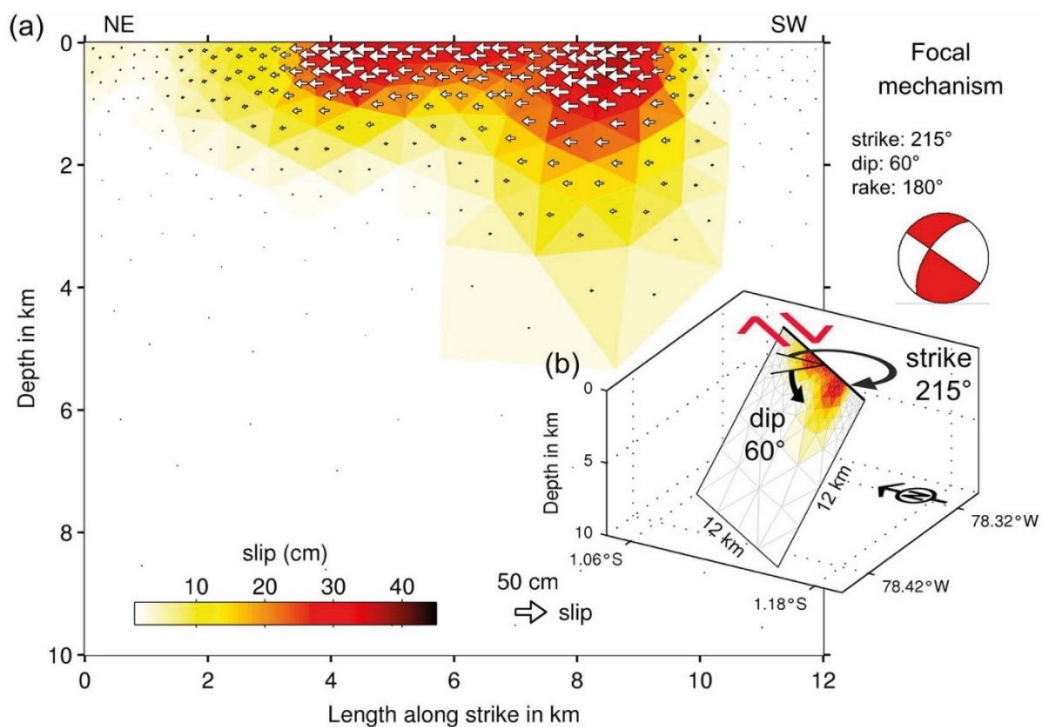 (a)
NE
SW
Focal
mechanism
strike: 215°
dip: 60°
rake: 180°
0
2
4
6
8
10
Depth in km
slip (cm)
10 20 30 40
50 cm
slip
0 2 4 6 8 10 12
Length along strike in km
(b)
strike
215°
dip
60°
0
5
10
Depth in km
12 km
12 km
N
1.06°S
1.18°S
78.42°W
78.32°W